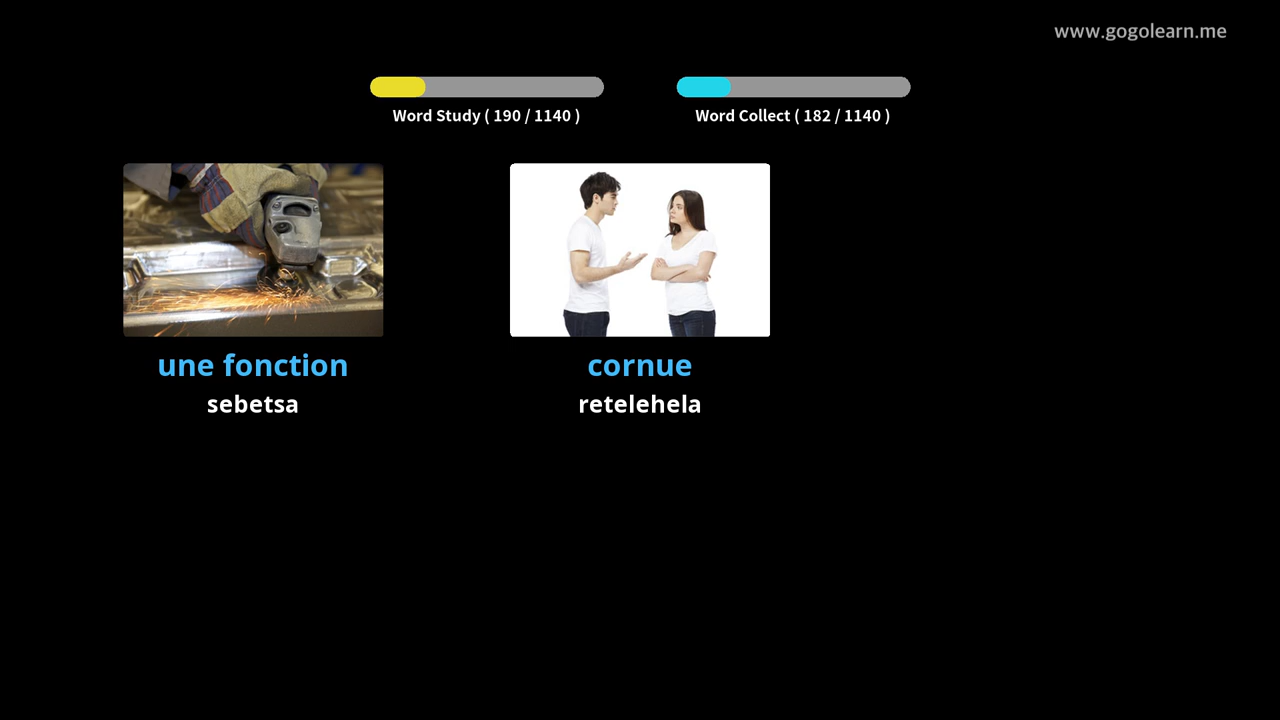 www.gogolearn.me
Word Study ( 190 / 1140 )
Word Collect ( 182 / 1140 )
une fonction
sebetsa
cornue
retelehela